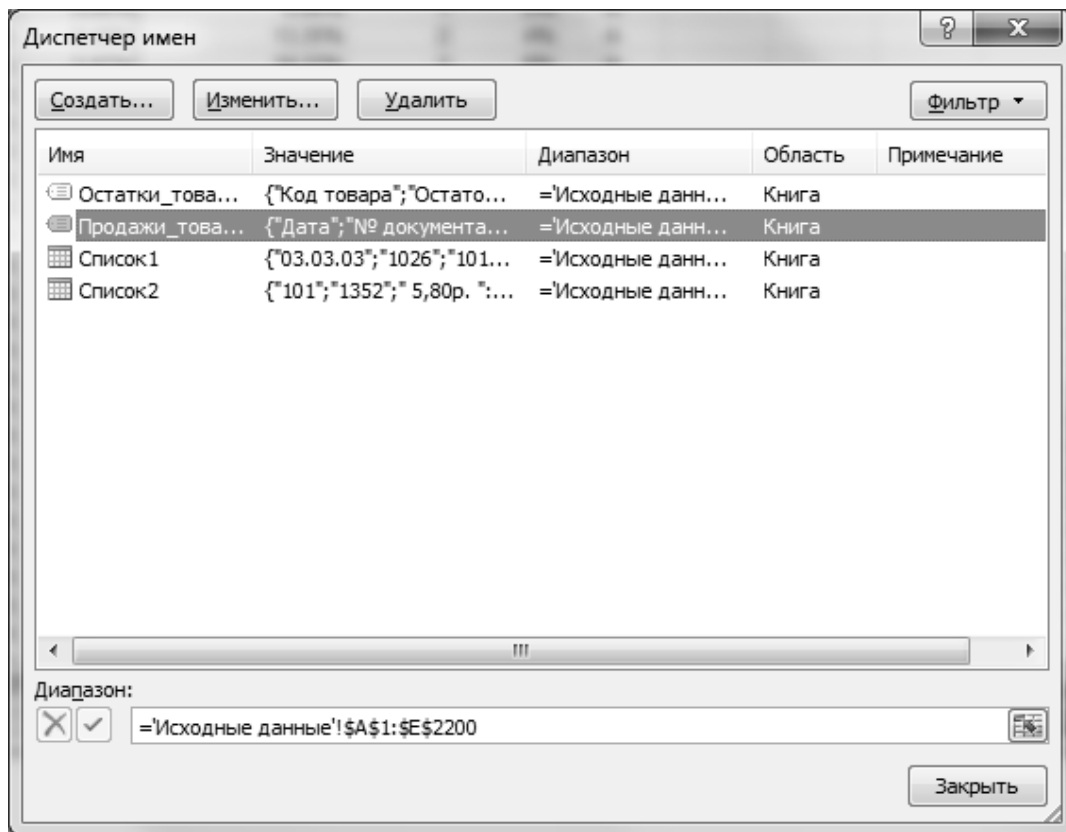 Диспетчер имен
Создать... Изменить... Удалить Фильтр
Имя Значение Диапазон Область Примечание
Остатки_това... {"Код товара";"Остато... ='Исходные данн... Книга
Продажи_това... {"Дата";"№ документа... ='Исходные данн... Книга
Список1 {"03.03.03";"1026";"101... ='Исходные данн... Книга
Список2 {"101";"1352";" 5,80р. ":... ='Исходные данн... Книга
Диапазон:
='Исходные данные'!$A$1:$E$2200
Закрыть